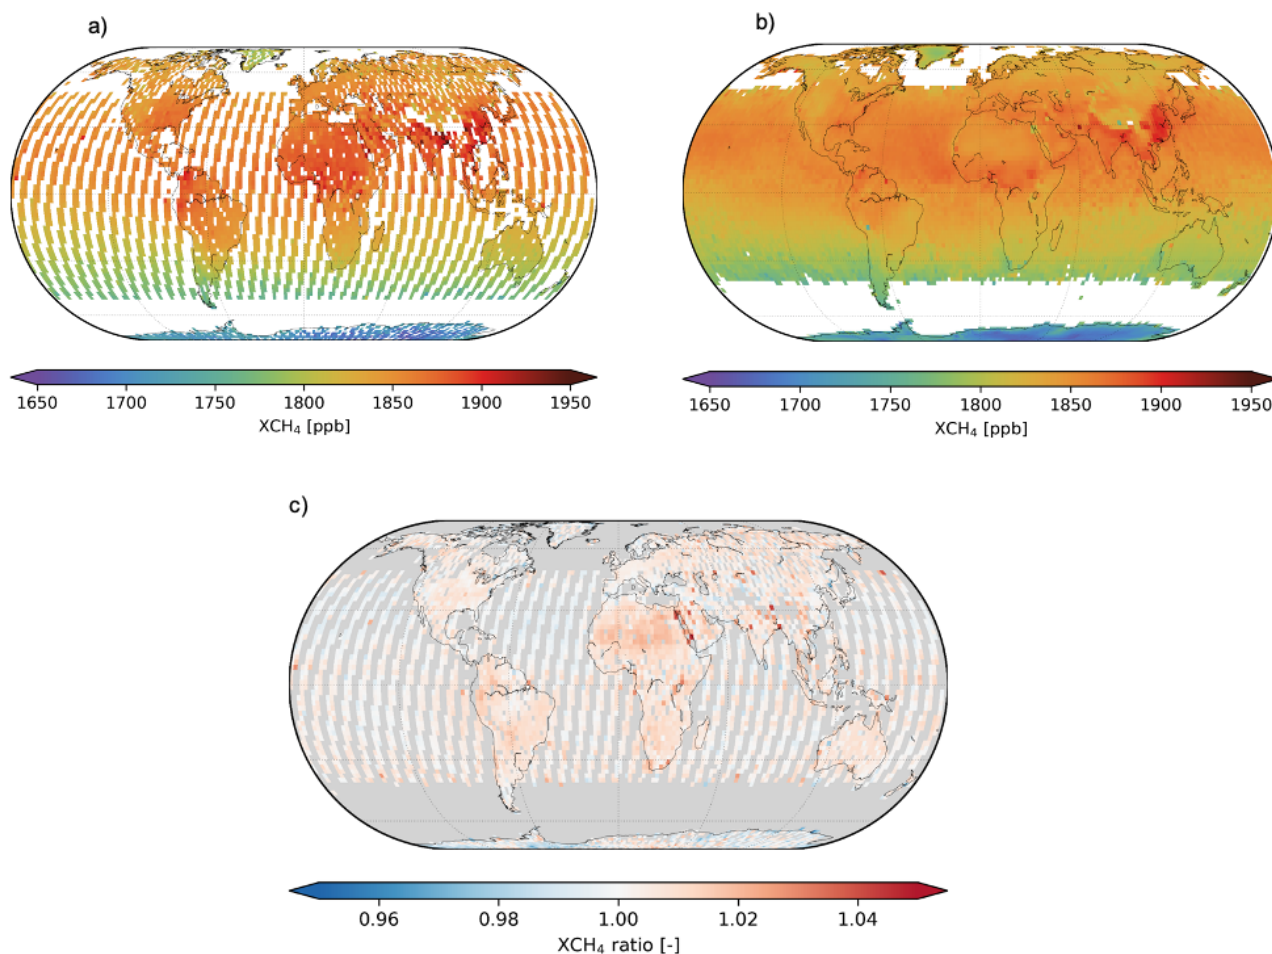 a)
b)
1650 1700 1750 1800 1850 1900 1950
XCH₄ [ppb]
1650 1700 1750 1800 1850 1900 1950
XCH₄ [ppb]
c)
0.96 0.98 1.00 1.02 1.04
XCH₄ ratio [-]